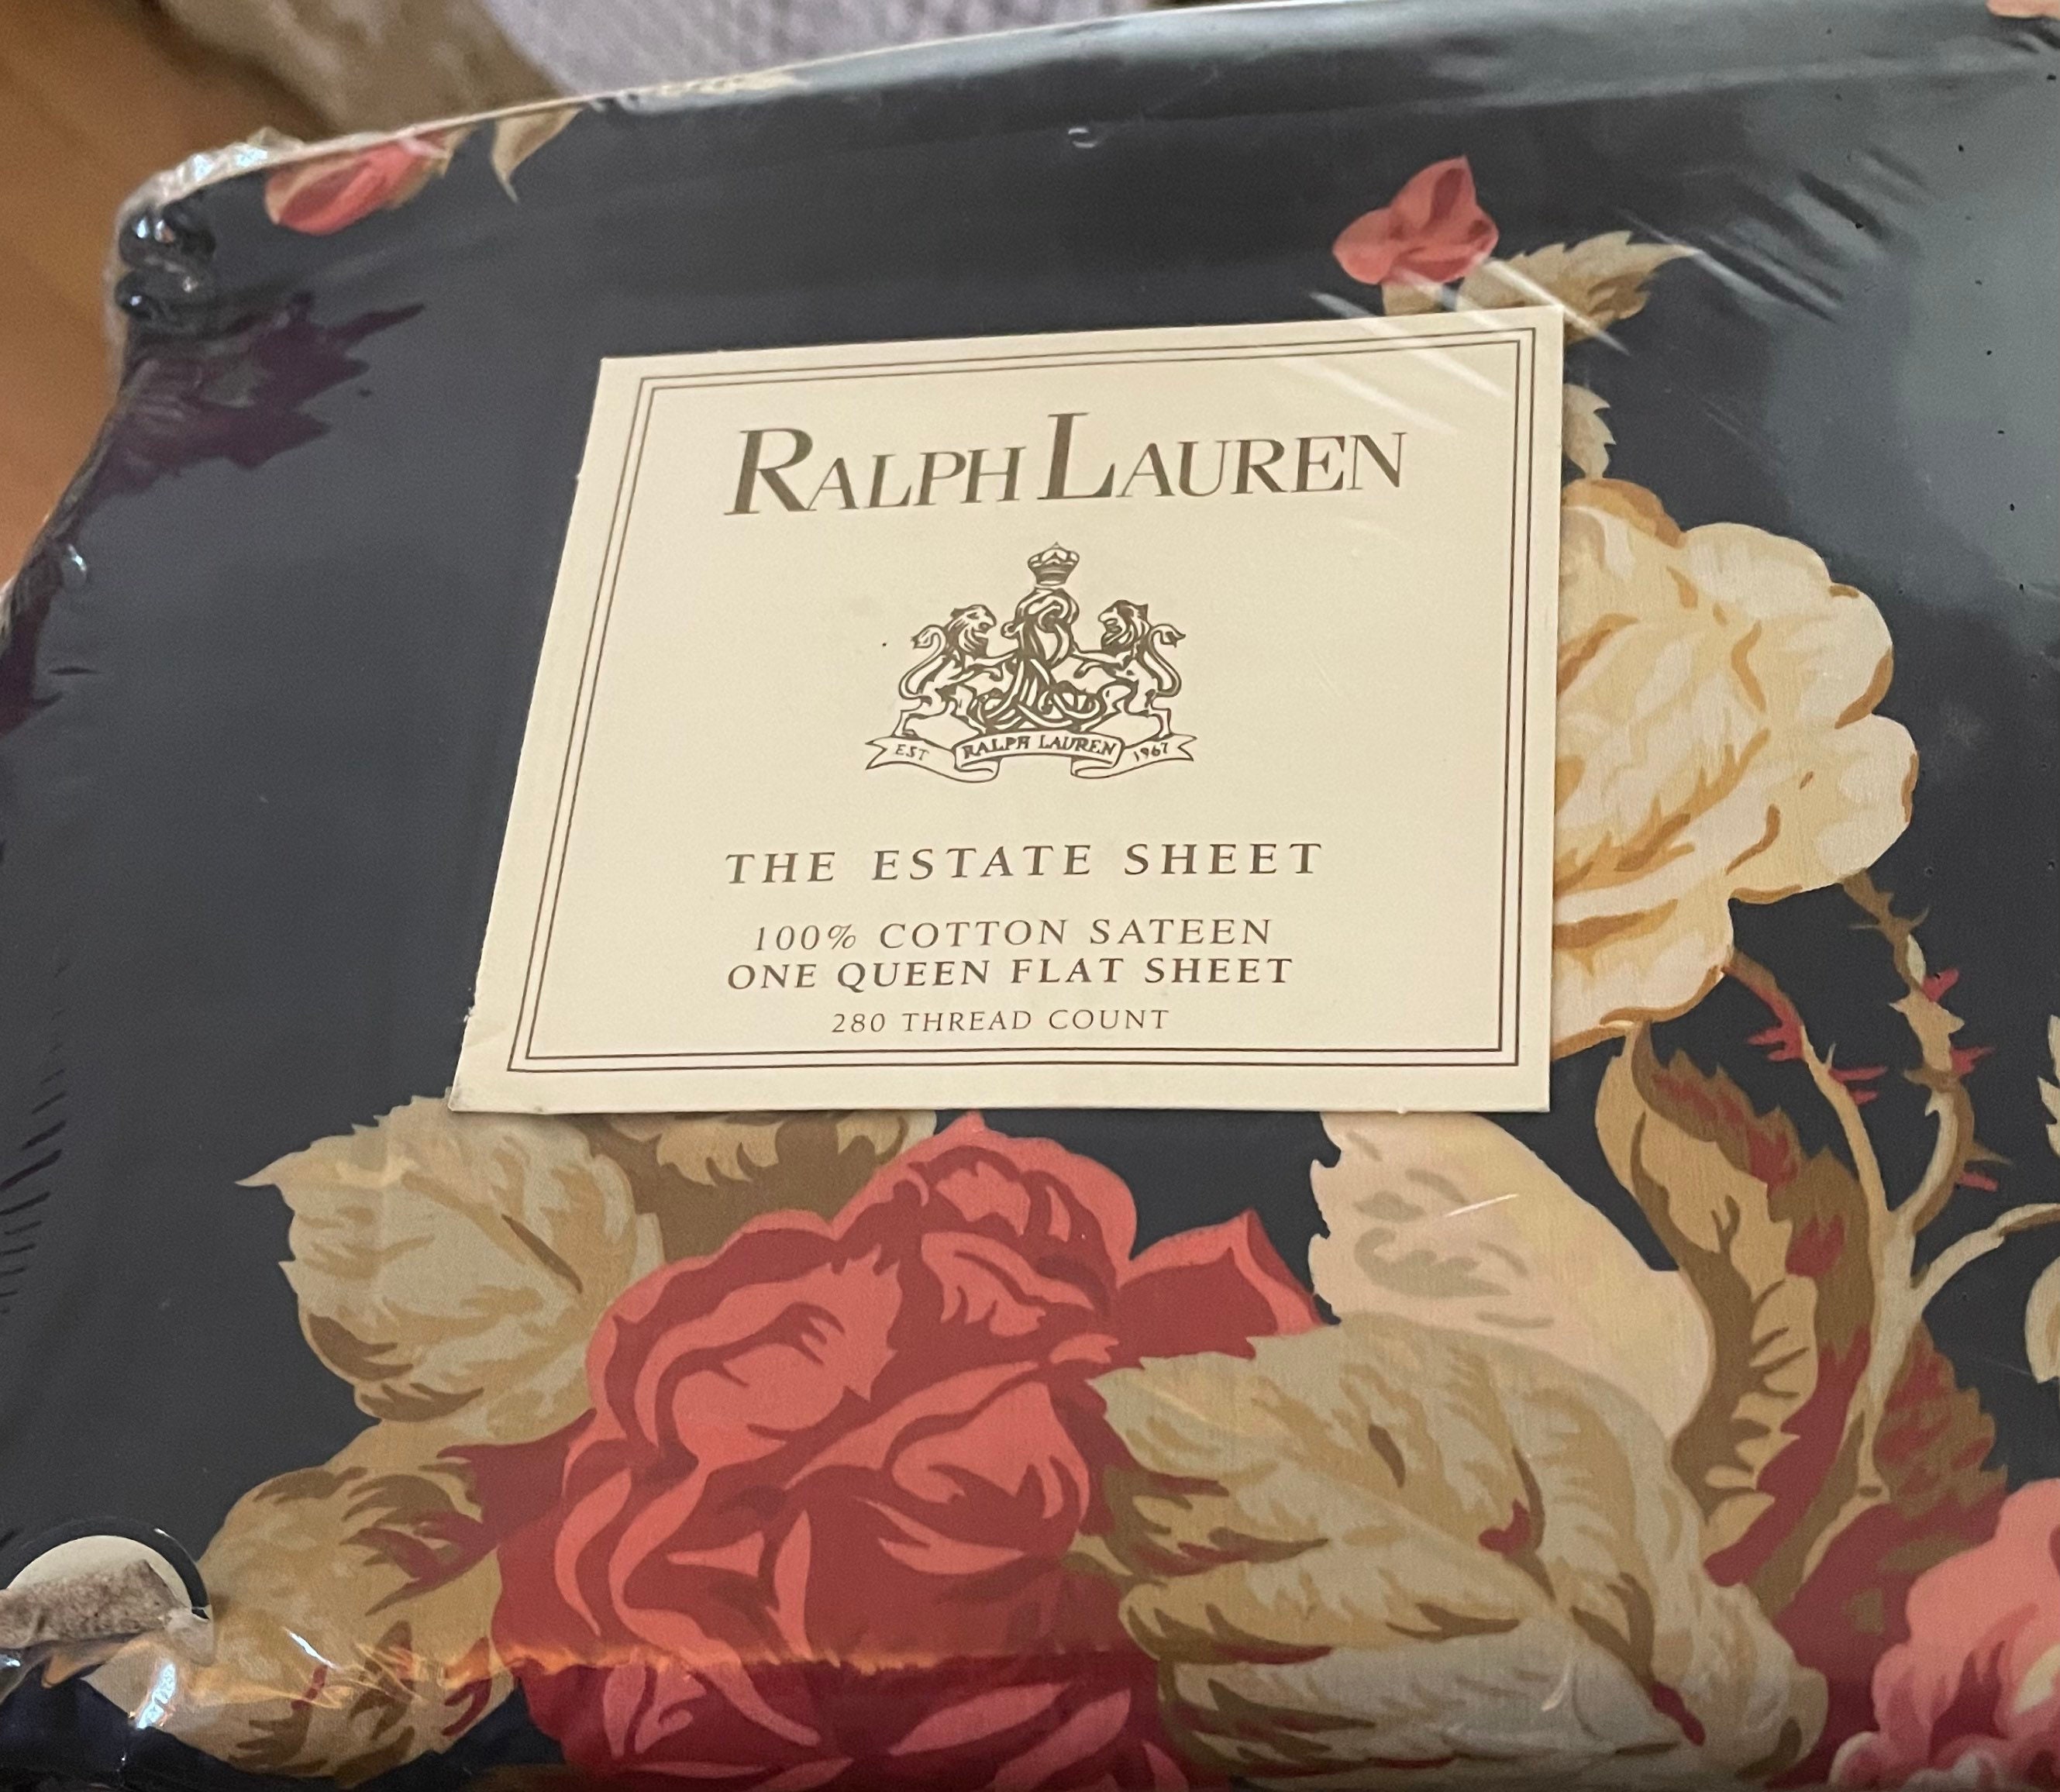 RALPH LAUREN
EST RALPH LAUREN 1967
THE ESTATE SHEET
100% COTTON SATEEN
ONE QUEEN FLAT SHEET
280 THREAD COUNT